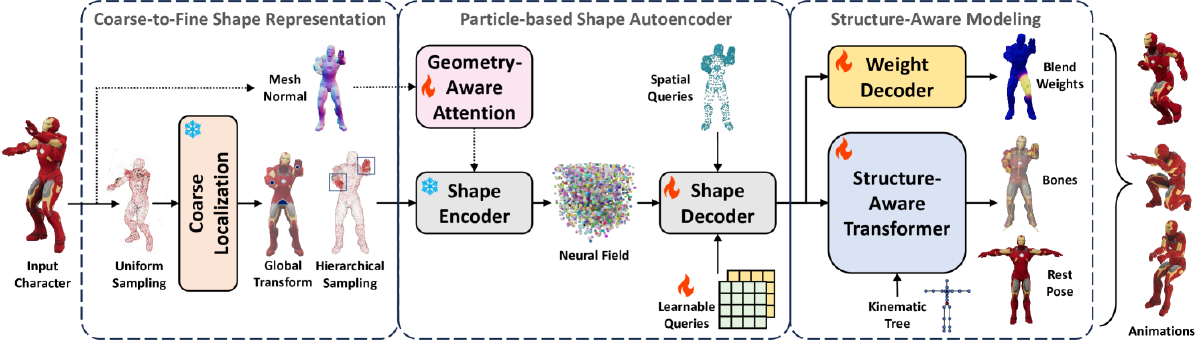 Coarse-to-Fine Shape Representation
Particle-based Shape Autoencoder
Structure-Aware Modeling
Input
Character
Mesh
Normal
Uniform
Sampling
Coarse
Localization
Global
Transform
Hierarchical
Sampling
Geometry-
Aware
Attention
Shape
Encoder
Neural Field
Spatial
Queries
Shape
Decoder
Learnable
Queries
Weight
Decoder
Blend
Weights
Structure-
Aware
Transformer
Bones
Kinematic
Tree
Rest
Pose
Animations